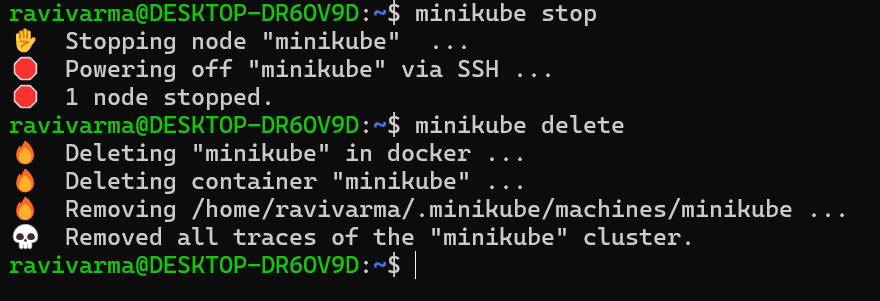 ravivarma@DESKTOP-DR6OV9D:~$ minikube stop
✋ Stopping node "minikube" ...
🛑 Powering off "minikube" via SSH ...
🛑 1 node stopped.
ravivarma@DESKTOP-DR6OV9D:~$ minikube delete
🔥 Deleting "minikube" in docker ...
🔥 Deleting container "minikube" ...
🔥 Removing /home/ravivarma/.minikube/machines/minikube ...
💀 Removed all traces of the "minikube" cluster.
ravivarma@DESKTOP-DR6OV9D:~$